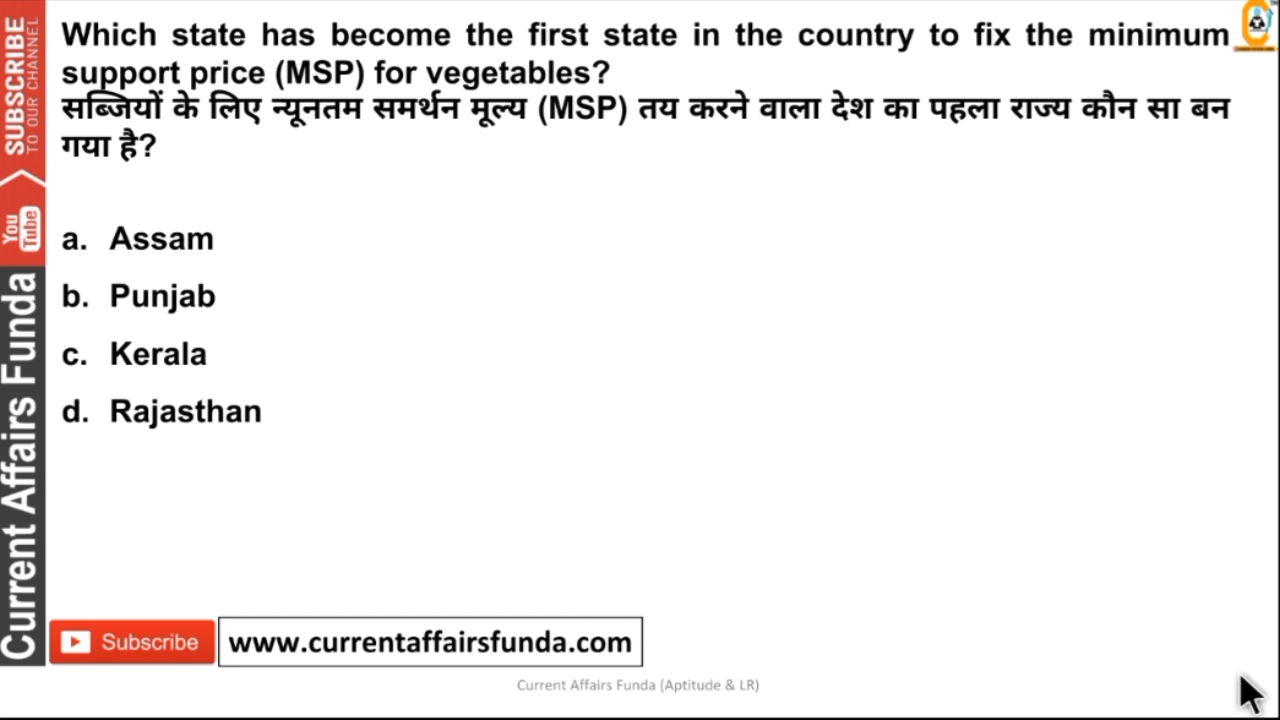 Which state has become the first state in the country to fix the minimum
support price (MSP) for vegetables?
सब्जियों के लिए न्यूनतम समर्थन मूल्य (MSP) तय करने वाला देश का पहला राज्य कौन सा बन
गया है?
a. Assam
b. Punjab
c. Kerala
d. Rajasthan
SUBSCRIBE
TO OUR CHANNEL
You
Tube
Current Affairs Funda
Subscribe
www.currentaffairsfunda.com
Current Affairs Funda (Aptitude & LR)